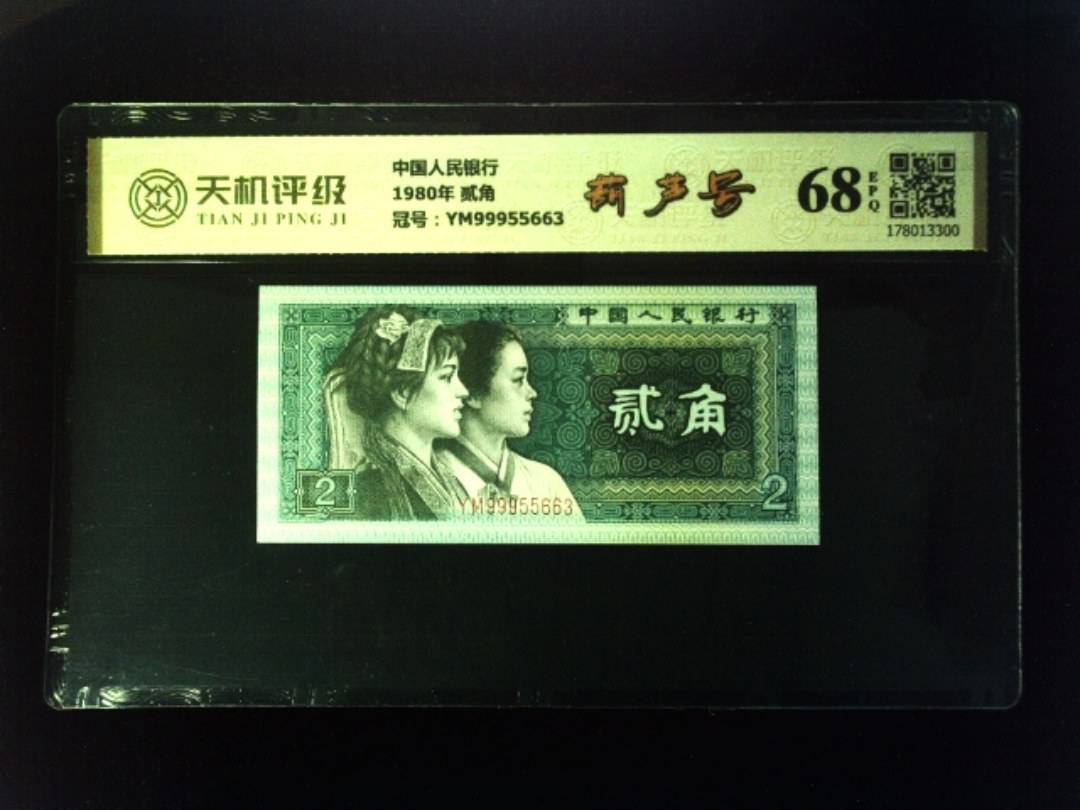 天机评级
TIAN JI PING JI
中国人民银行
1980年 贰角
冠号：YM99955663
葫芦号
68
EPQ
178013300
中国人民银行
贰角
2
2
YM99955663